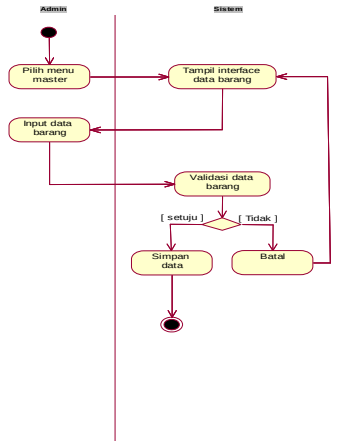 Admin
Sistem
Pilih menu
master
Tampil interface
data barang
Input data
barang
Validasi data
barang
[ setuju ]
[ Tidak ]
Simpan
data
Batal